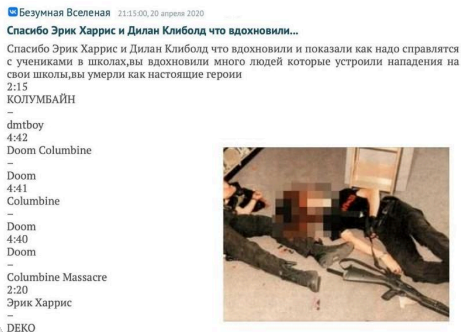 Безумная Вселеная 21:15:00, 20 апреля 2020
Спасибо Эрик Харрис и Дилан Клиболд что вдохновили...
Спасибо Эрик Харрис и Дилан Клиболд что вдохновили и показали как надо справлятся
с учениками в школах,вы вдохновили много людей которые устроили нападения на
свои школы,вы умерли как настоящие героии
2:15
КОЛУМБАЙН
–
dmtboy
4:42
Doom Columbine
–
Doom
4:41
Columbine
–
Doom
4:40
Doom
–
Columbine Massacre
2:20
Эрик Харрис
–
DEKO